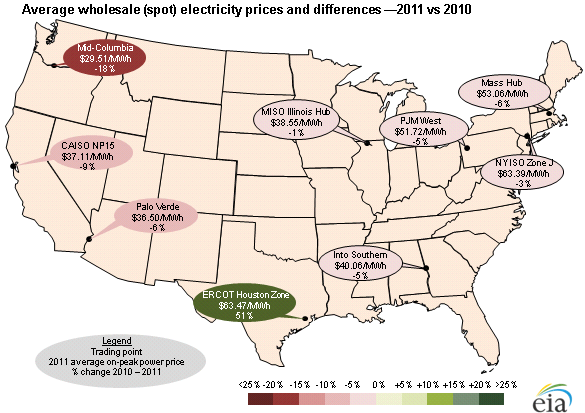 Average wholesale (spot) electricity prices and differences —2011 vs 2010
Mid-Columbia
$29.51/MWh
-18%
Mass Hub
$53.06/MWh
-6%
MISO Illinois Hub
$38.55/MWh
-1%
PJM West
$51.72/MWh
-5%
CAISO NP15
$37.11/MWh
-9%
NYISO Zone J
$63.39/MWh
-3%
Palo Verde
$36.50/MWh
-6%
Into Southern
$40.06/MWh
-5%
ERCOT Houston Zone
$63.47/MWh
51%
Legend
Trading point
2011 average on-peak power price
% change 2010 – 2011
<25% -20% -15% -10% -5% 0% +5% +10% +15% +20% >25%
eia